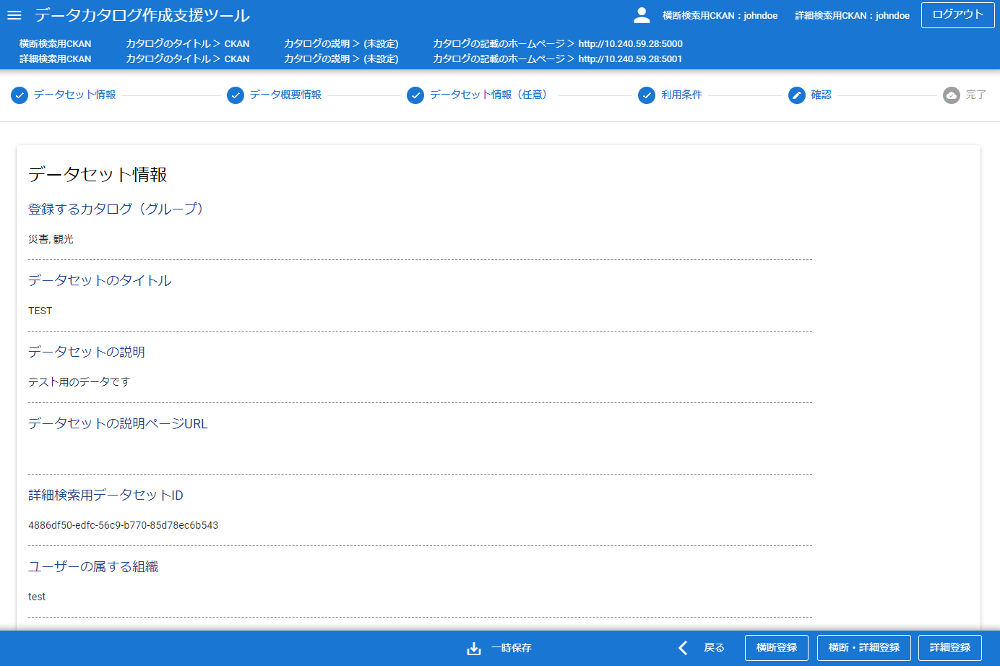 データカタログ作成支援ツール 横断検索用CKAN：johndoe 詳細検索用CKAN：johndoe ログアウト
横断検索用CKAN カタログのタイトル＞ CKAN カタログの説明＞ (未設定) カタログの記載のホームページ＞ http://10.240.59.28:5000
詳細検索用CKAN カタログのタイトル＞ CKAN カタログの説明＞ (未設定) カタログの記載のホームページ＞ http://10.240.59.28:5001
データセット情報 データ概要情報 データセット情報（任意） 利用条件 確認 完了
データセット情報
登録するカタログ（グループ）
災害, 観光
データセットのタイトル
TEST
データセットの説明
テスト用のデータです
データセットの説明ページURL
詳細検索用データセットID
4886df50-edfc-56c9-b770-85d78ec6b543
ユーザーの属する組織
test
一時保存 戻る 横断登録 横断・詳細登録 詳細登録